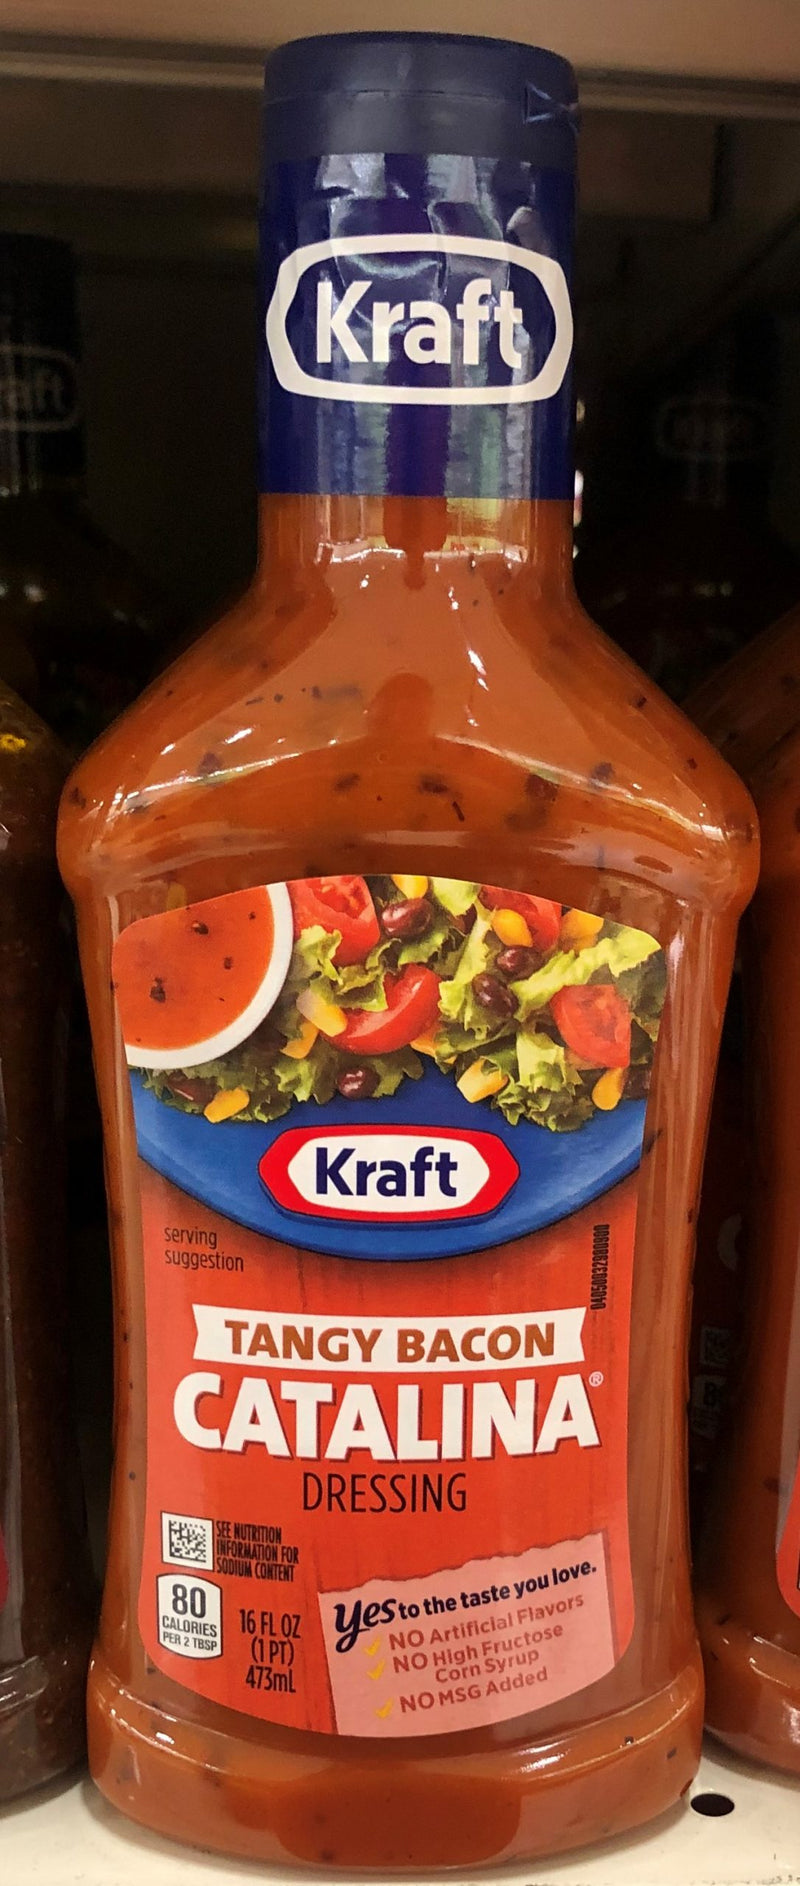 Kraft
Kraft
serving
suggestion
TANGY BACON
CATALINA®
DRESSING
SEE NUTRITION
INFORMATION FOR
SODIUM CONTENT
80
CALORIES
PER 2 TBSP
16 FL OZ
(1 PT)
473mL
yes to the taste you love.
NO Artificial Flavors
NO High Fructose
Corn Syrup
NO MSG Added